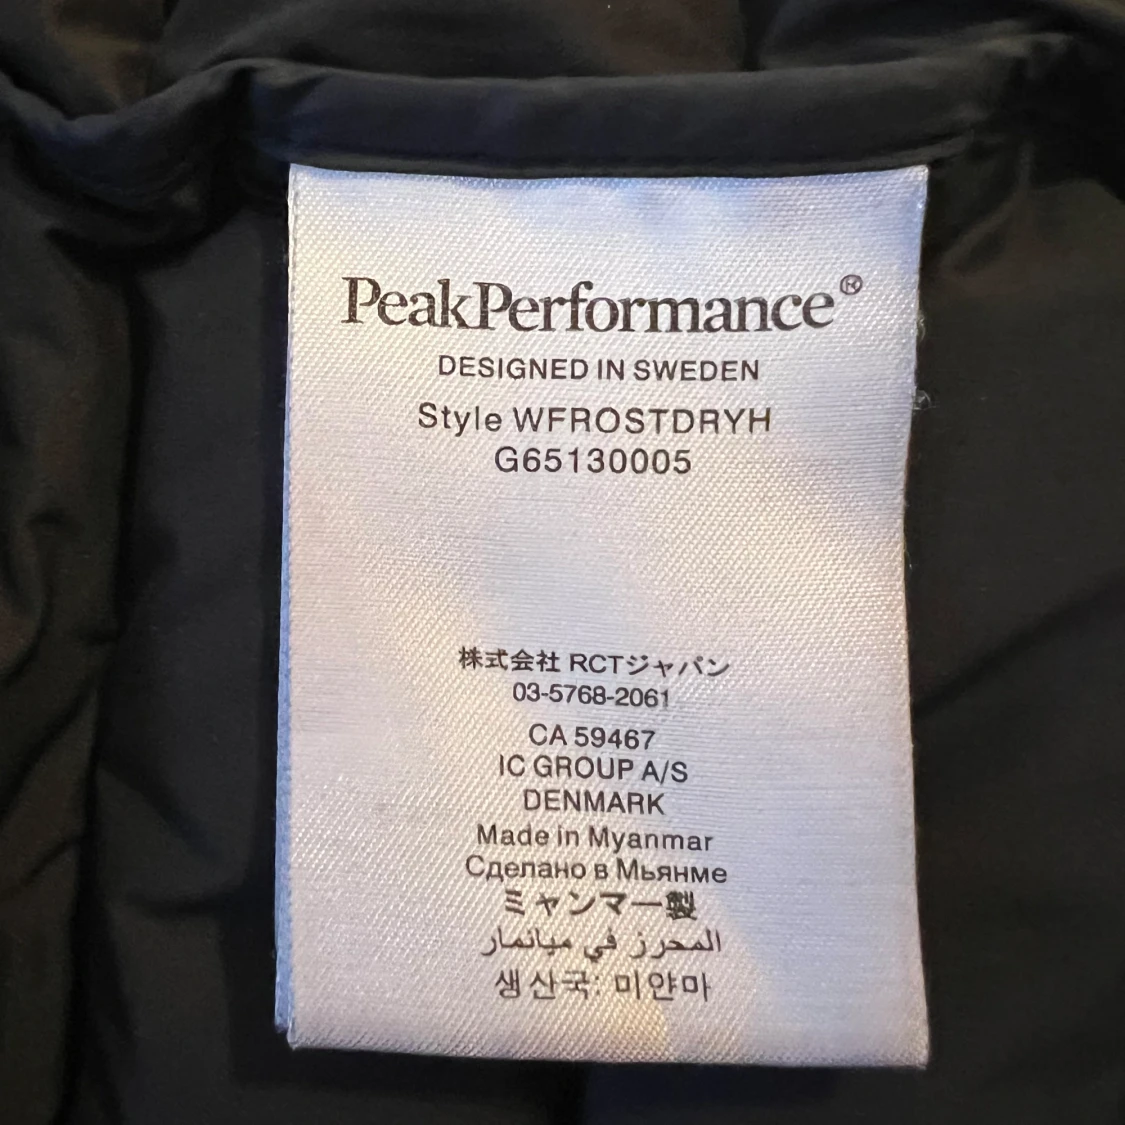 PeakPerformance®
DESIGNED IN SWEDEN
Style WFROSTDRYH
G65130005
株式会社 RCTジャパン
03-5768-2061
CA 59467
IC GROUP A/S
DENMARK
Made in Myanmar
Сделано в Мьянме
ミャンマー製
المحرز في ميانمار
생산국: 미얀마